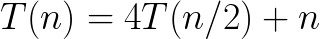 T(n) = 4T(n/2) + n